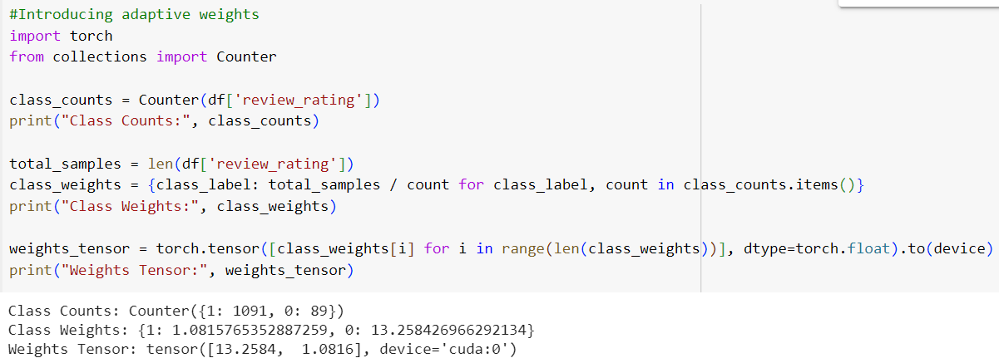 #Introducing adaptive weights
import torch
from collections import Counter
class_counts = Counter(df['review_rating'])
print("Class Counts:", class_counts)
total_samples = len(df['review_rating'])
class_weights = {class_label: total_samples / count for class_label, count in class_counts.items()}
print("Class Weights:", class_weights)
weights_tensor = torch.tensor([class_weights[i] for i in range(len(class_weights))], dtype=torch.float).to(device)
print("Weights Tensor:", weights_tensor)
Class Counts: Counter({1: 1091, 0: 89})
Class Weights: {1: 1.0815765352887259, 0: 13.258426966292134}
Weights Tensor: tensor([13.2584,  1.0816], device='cuda:0')